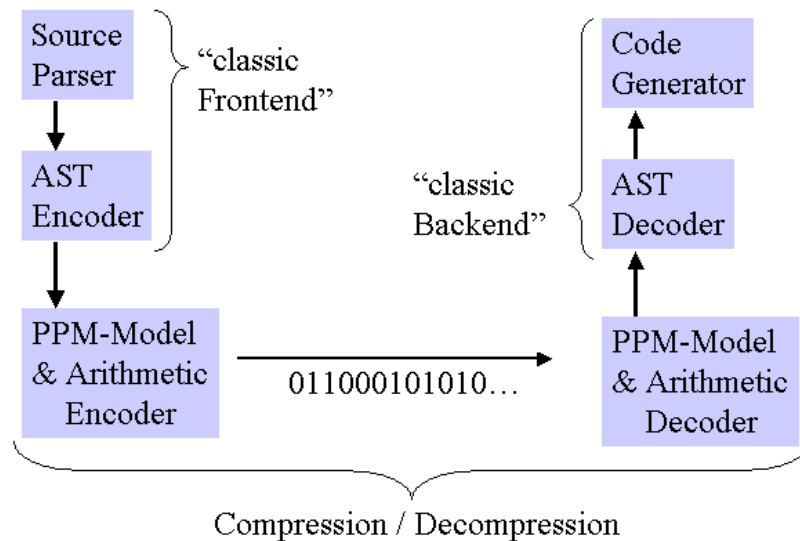 Source
Parser
“classic
Frontend”
AST
Encoder
PPM-Model
& Arithmetic
Encoder
011000101010…
Code
Generator
“classic
Backend”
AST
Decoder
PPM-Model
& Arithmetic
Decoder
Compression / Decompression